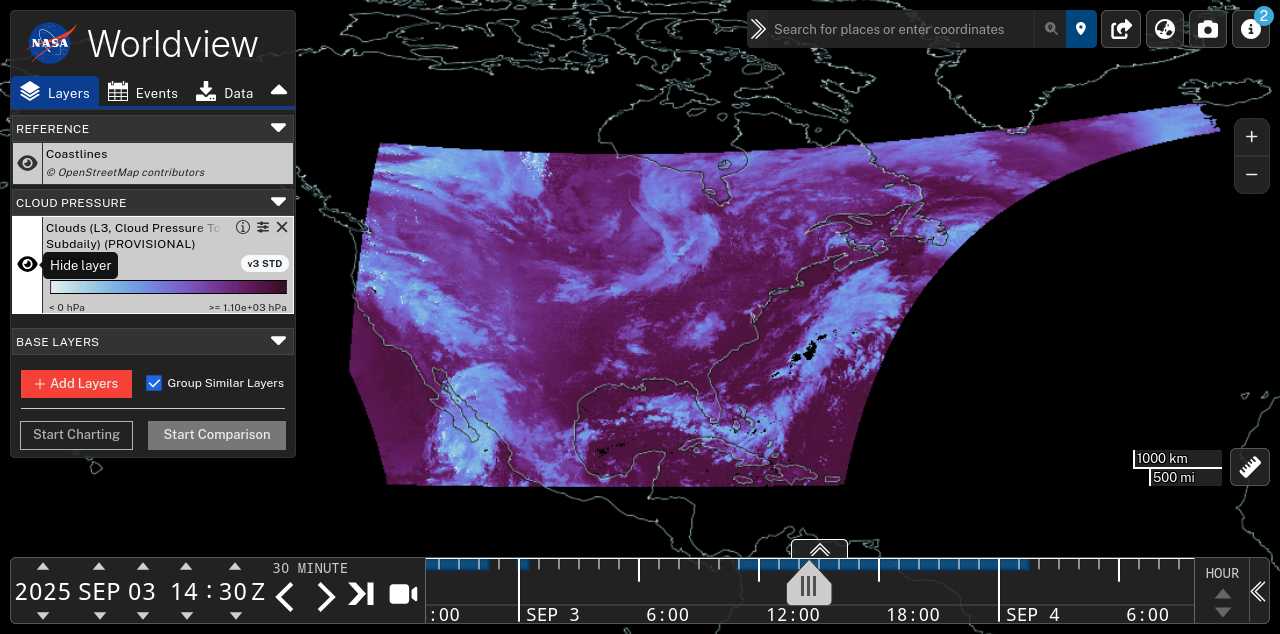 NASA Worldview
Search for places or enter coordinates
2
Layers Events Data
REFERENCE
Coastlines
© OpenStreetMap contributors
CLOUD PRESSURE
Clouds (L3, Cloud Pressure To
Subdaily) (PROVISIONAL)
Hide layer
v3 STD
< 0 hPa >= 1.10e+03 hPa
BASE LAYERS
+ Add Layers Group Similar Layers
Start Charting Start Comparison
+
−
1000 km
500 mi
2025 SEP 03 14 : 30 Z
30 MINUTE
:00 SEP 3 6:00 12:00 18:00 SEP 4 6:00
HOUR